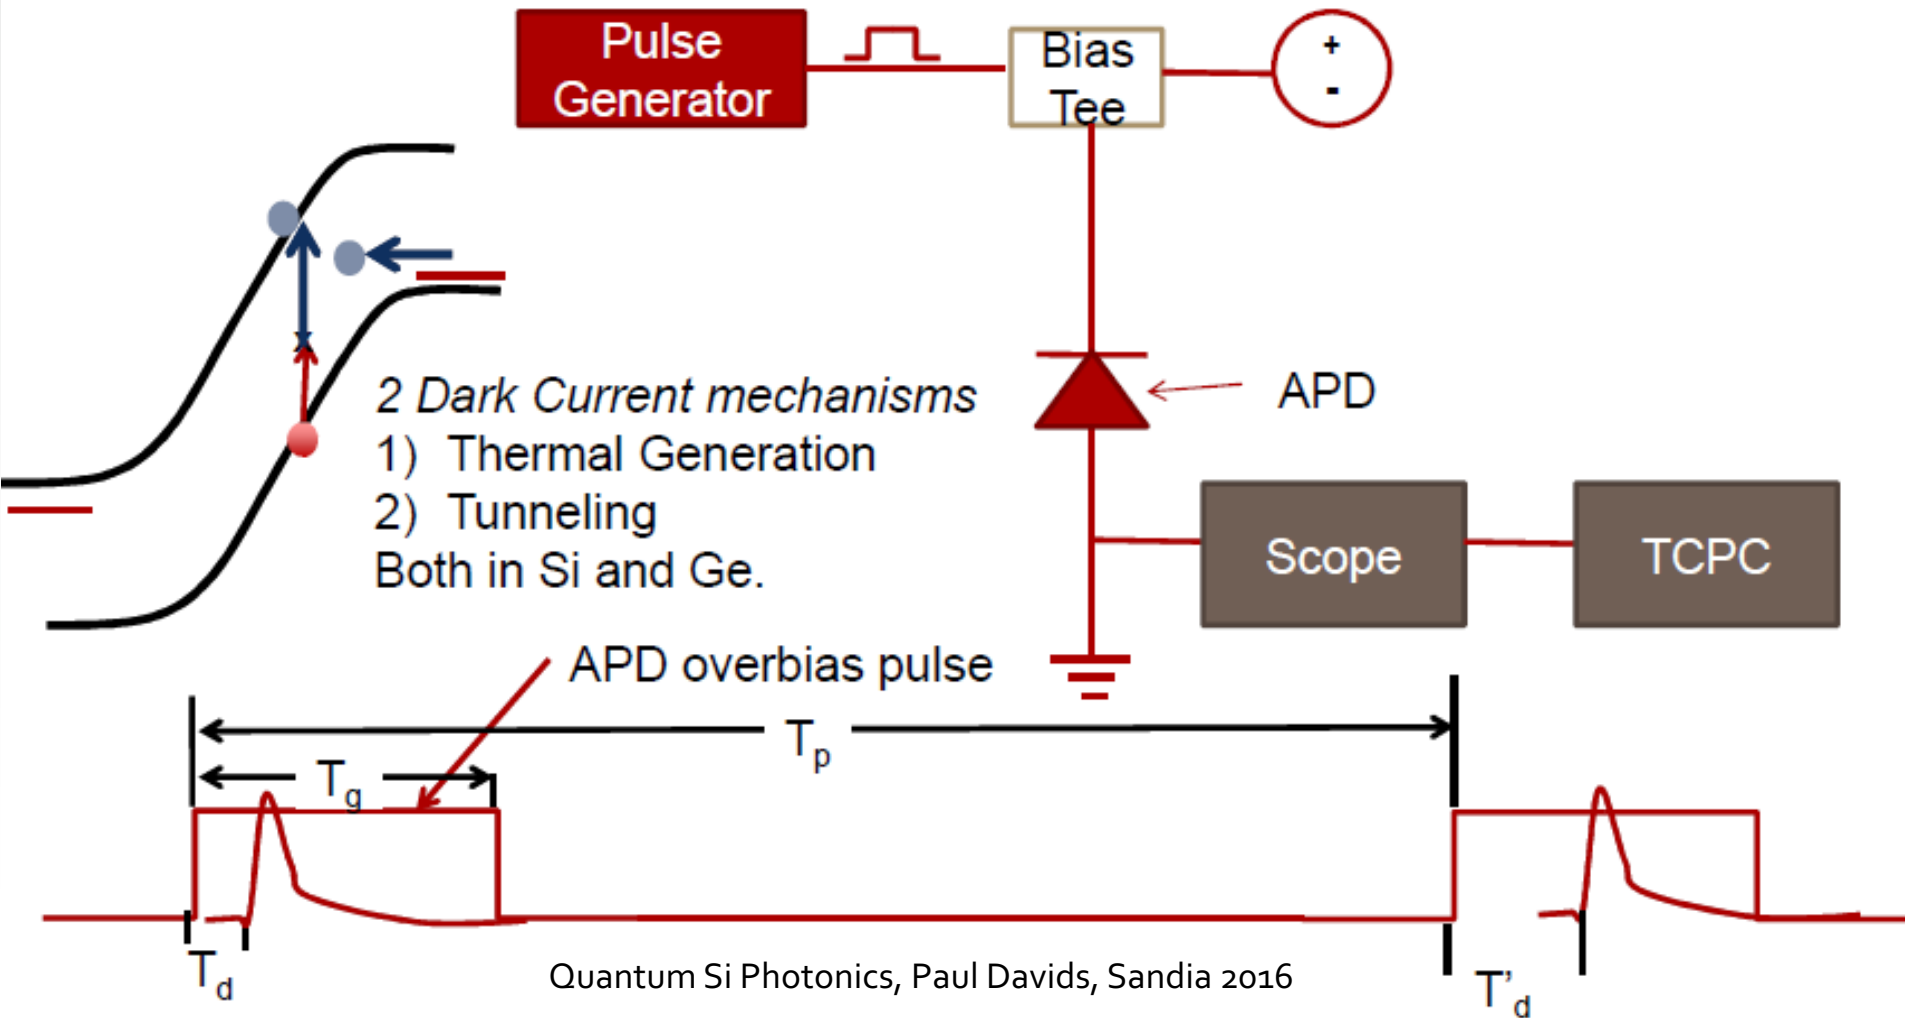 Pulse
Generator
Bias
Tee
+
-
2 Dark Current mechanisms
1) Thermal Generation
2) Tunneling
Both in Si and Ge.
APD
Scope
TCPC
x
APD overbias pulse
Tp
Tg
Td
T’d
Quantum Si Photonics, Paul Davids, Sandia 2016